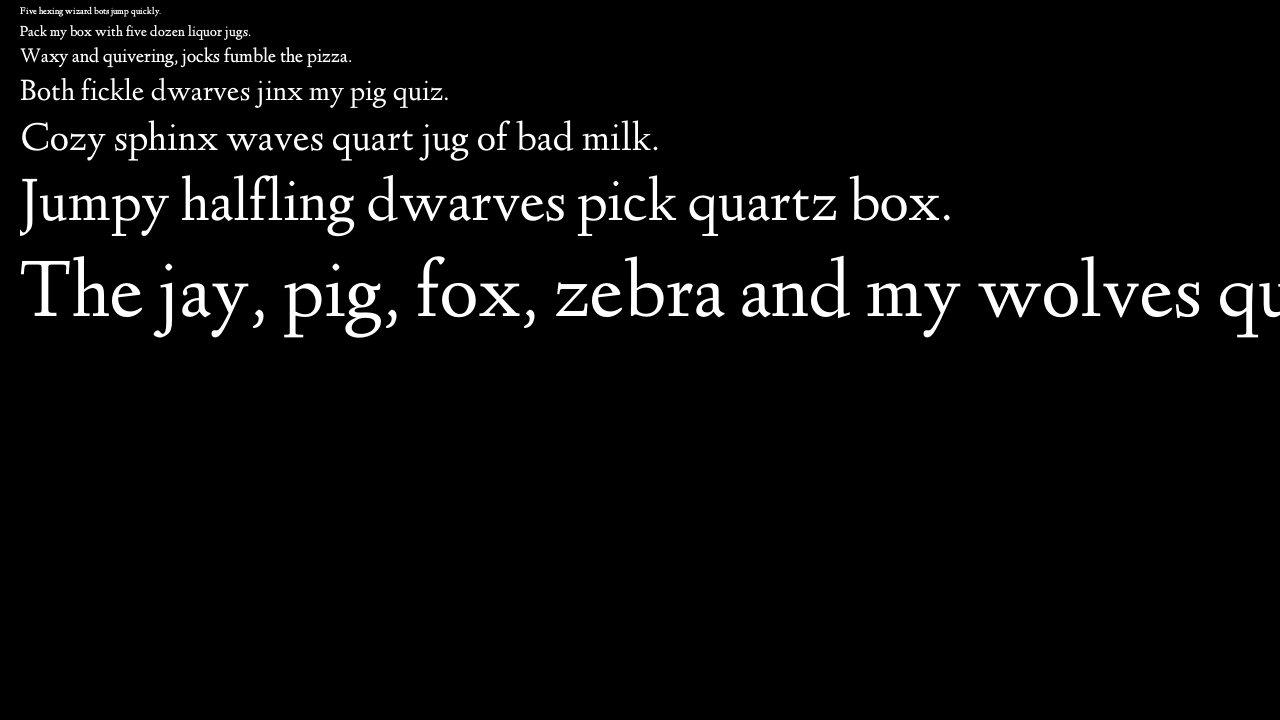 Five hexing wizard bots jump quickly.
Pack my box with five dozen liquor jugs.
Waxy and quivering, jocks fumble the pizza.
Both fickle dwarves jinx my pig quiz.
Cozy sphinx waves quart jug of bad milk.
Jumpy halfling dwarves pick quartz box.
The jay, pig, fox, zebra and my wolves